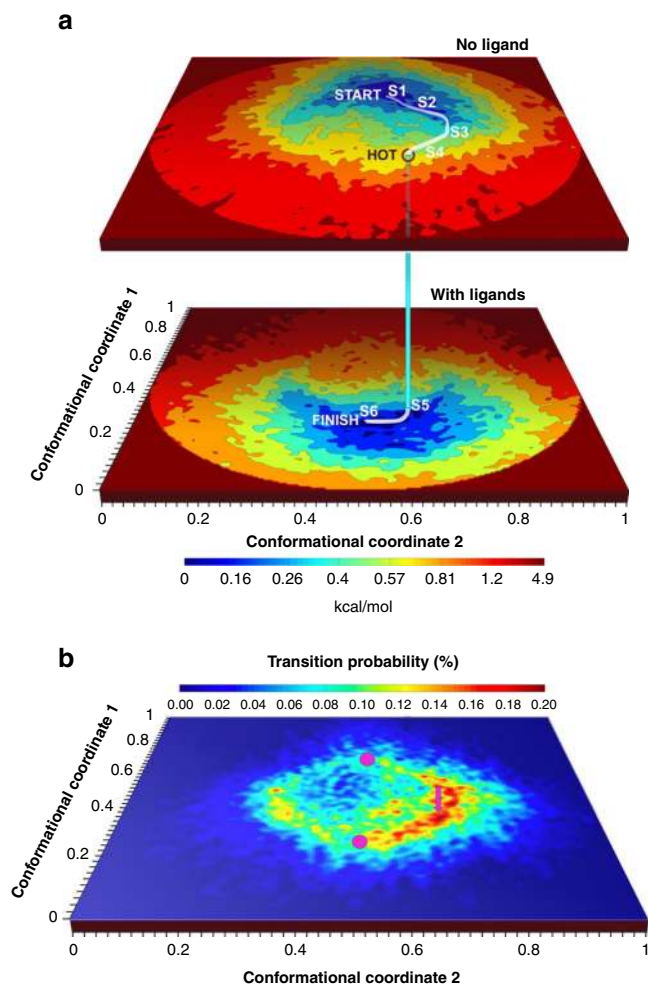 a
No ligand
START S1
S2
S3
S4
HOT
With ligands
Conformational coordinate 1
1
0.8
0.6
0.4
0.2
0
S5
S6
FINISH
0 0.2 0.4 0.6 0.8 1
Conformational coordinate 2
0 0.16 0.26 0.4 0.57 0.81 1.2 4.9
kcal/mol
b
Transition probability (%)
0.00 0.02 0.04 0.06 0.08 0.10 0.12 0.14 0.16 0.18 0.20
Conformational coordinate 1
1
0.8
0.6
0.4
0.2
0
0 0.2 0.4 0.6 0.8 1
Conformational coordinate 2